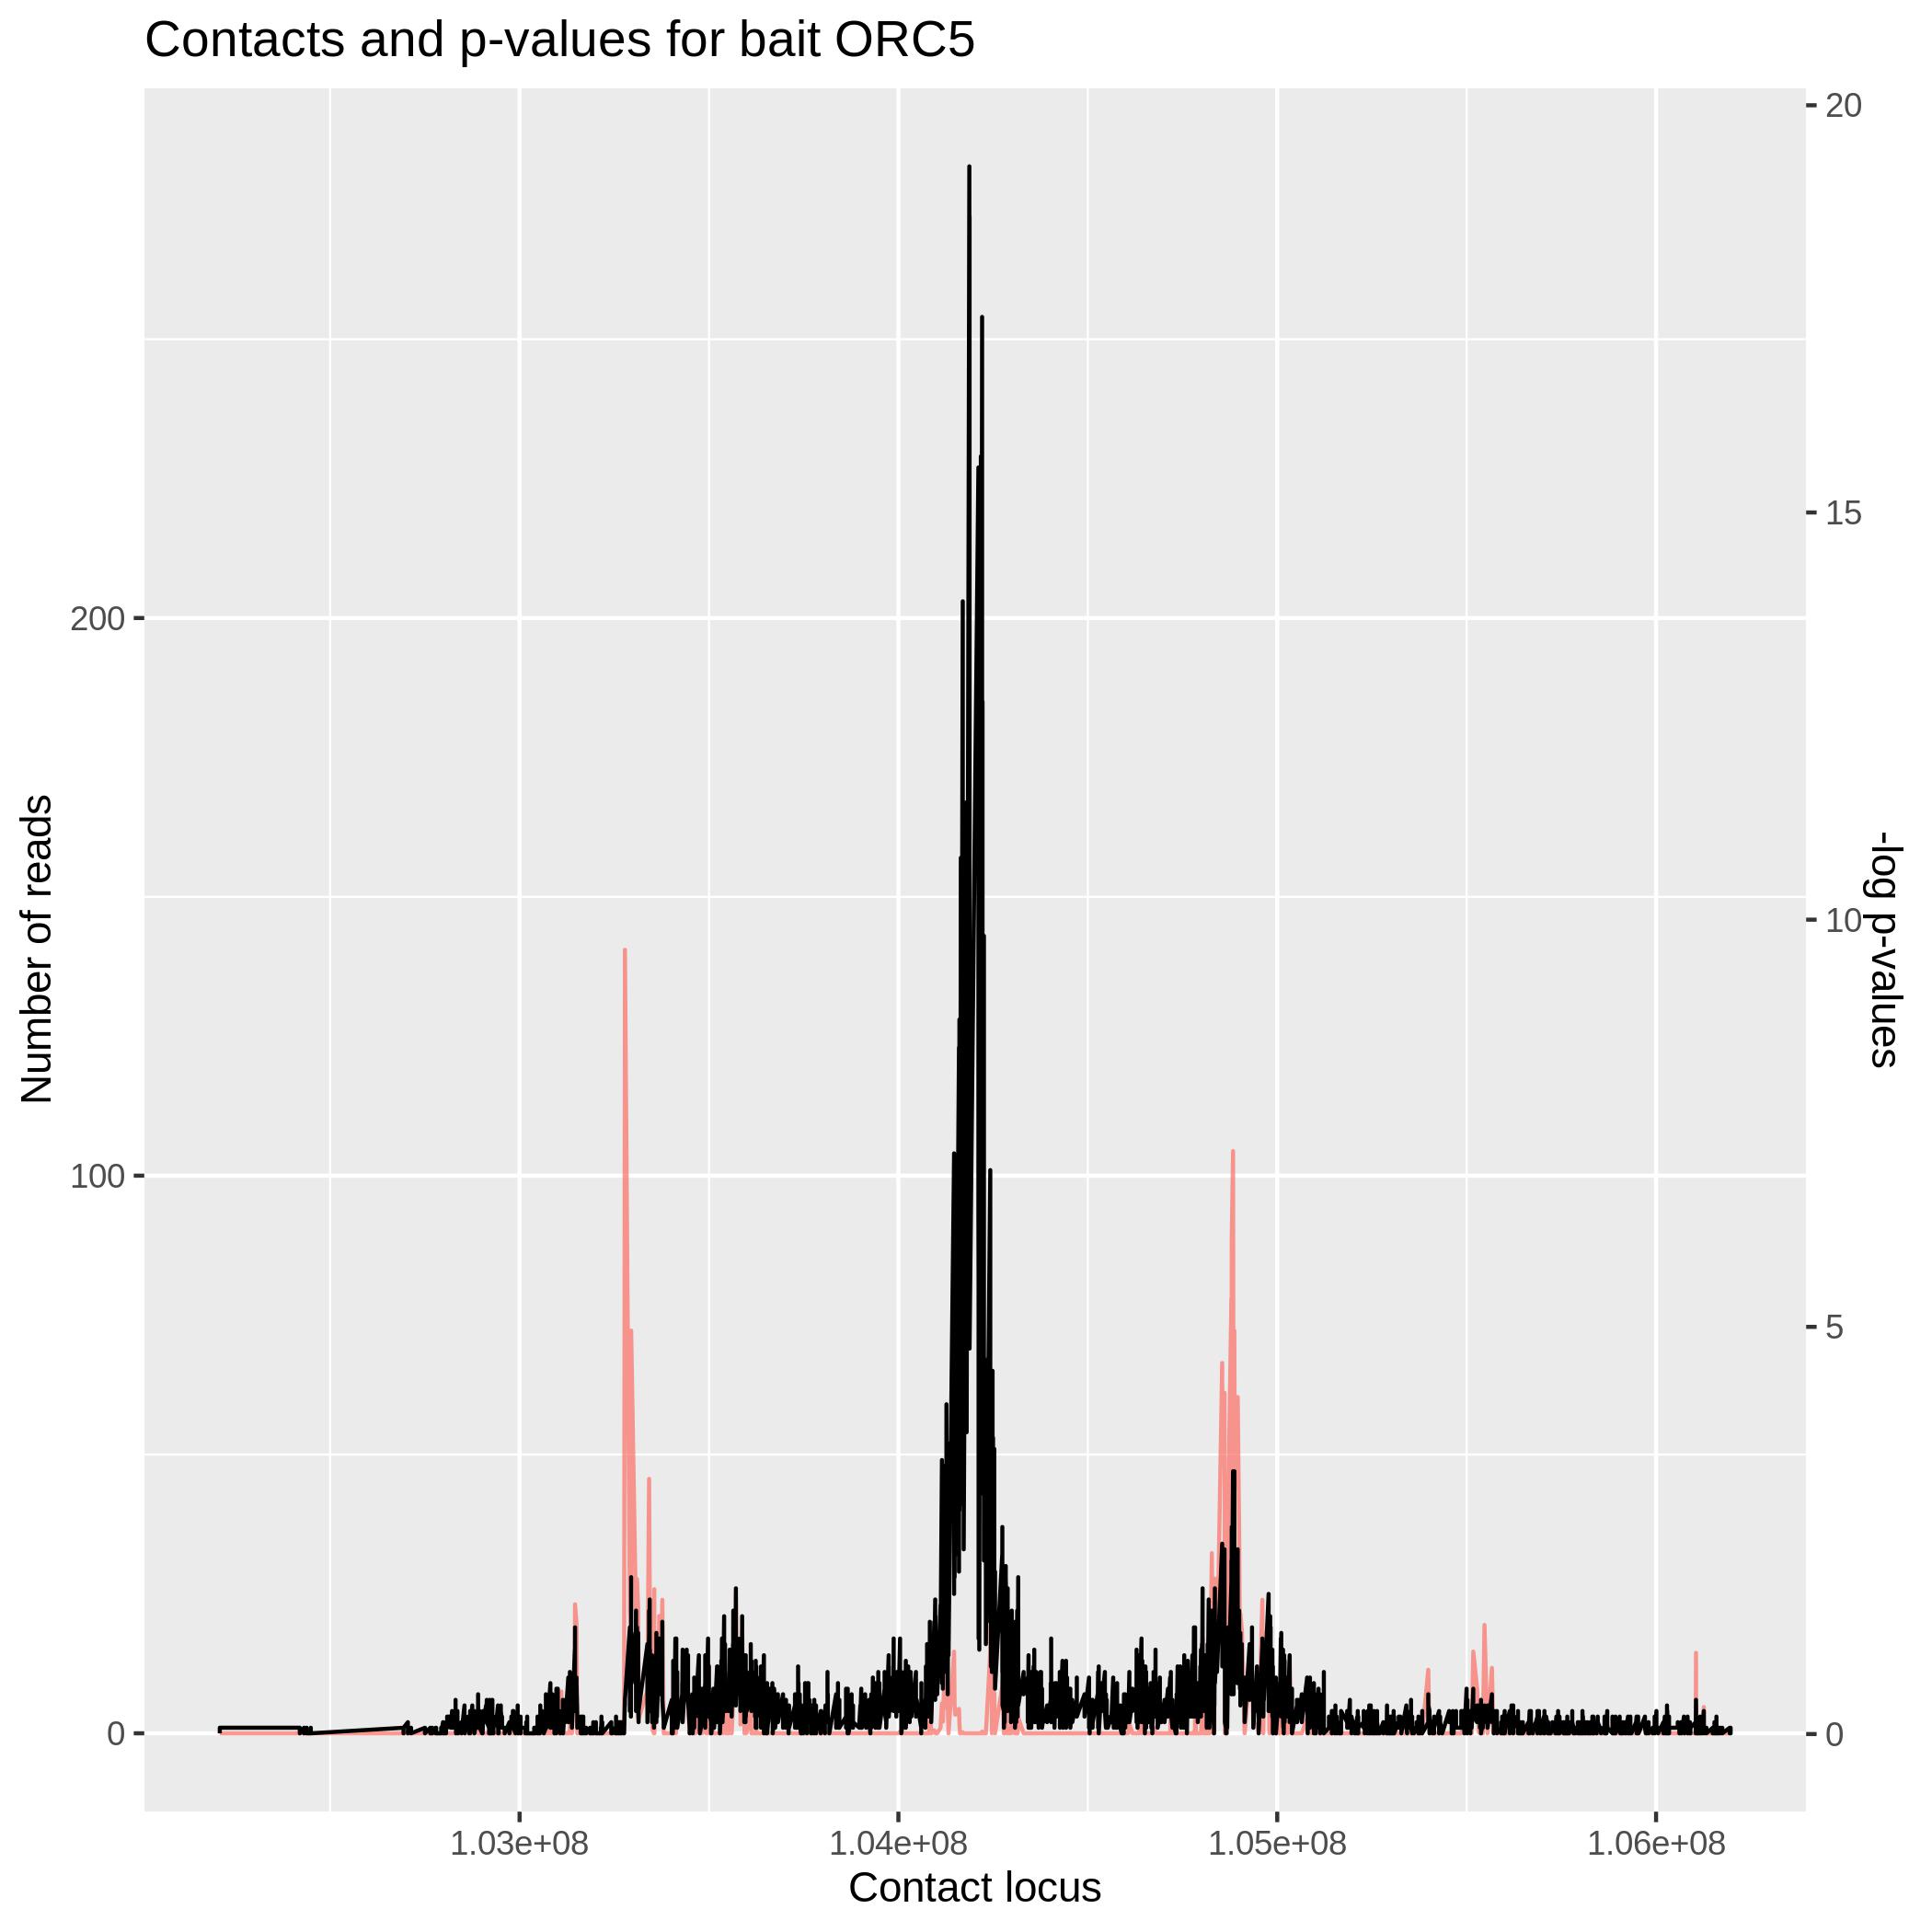 Contacts and p-values for bait ORC5
Number of reads
200
100
0
20
15
10
5
0
-log p-values
1.03e+08
1.04e+08
1.05e+08
1.06e+08
Contact locus